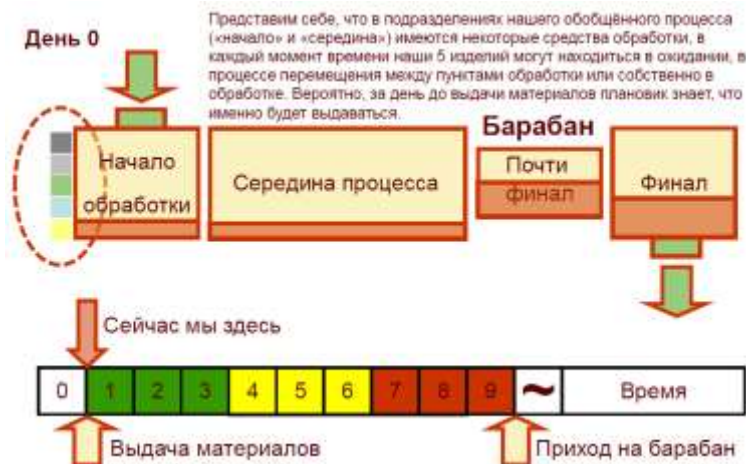 День 0
Представим себе, что в подразделениях нашего обобщённого процесса
(«начало» и «середина») имеются некоторые средства обработки, в
каждый момент времени наши 5 изделий могут находиться в ожидании, в
процессе перемещения между пунктами обработки или собственно в
обработке. Вероятно, за день до выдачи материалов плановик знает, что
именно будет выдаваться.
Барабан
Начало
обработки
Середина процесса
Почти
финал
Финал
Сейчас мы здесь
0 1 2 3 4 5 6 7 8 9 ~ Время
Выдача материалов
Приход на барабан